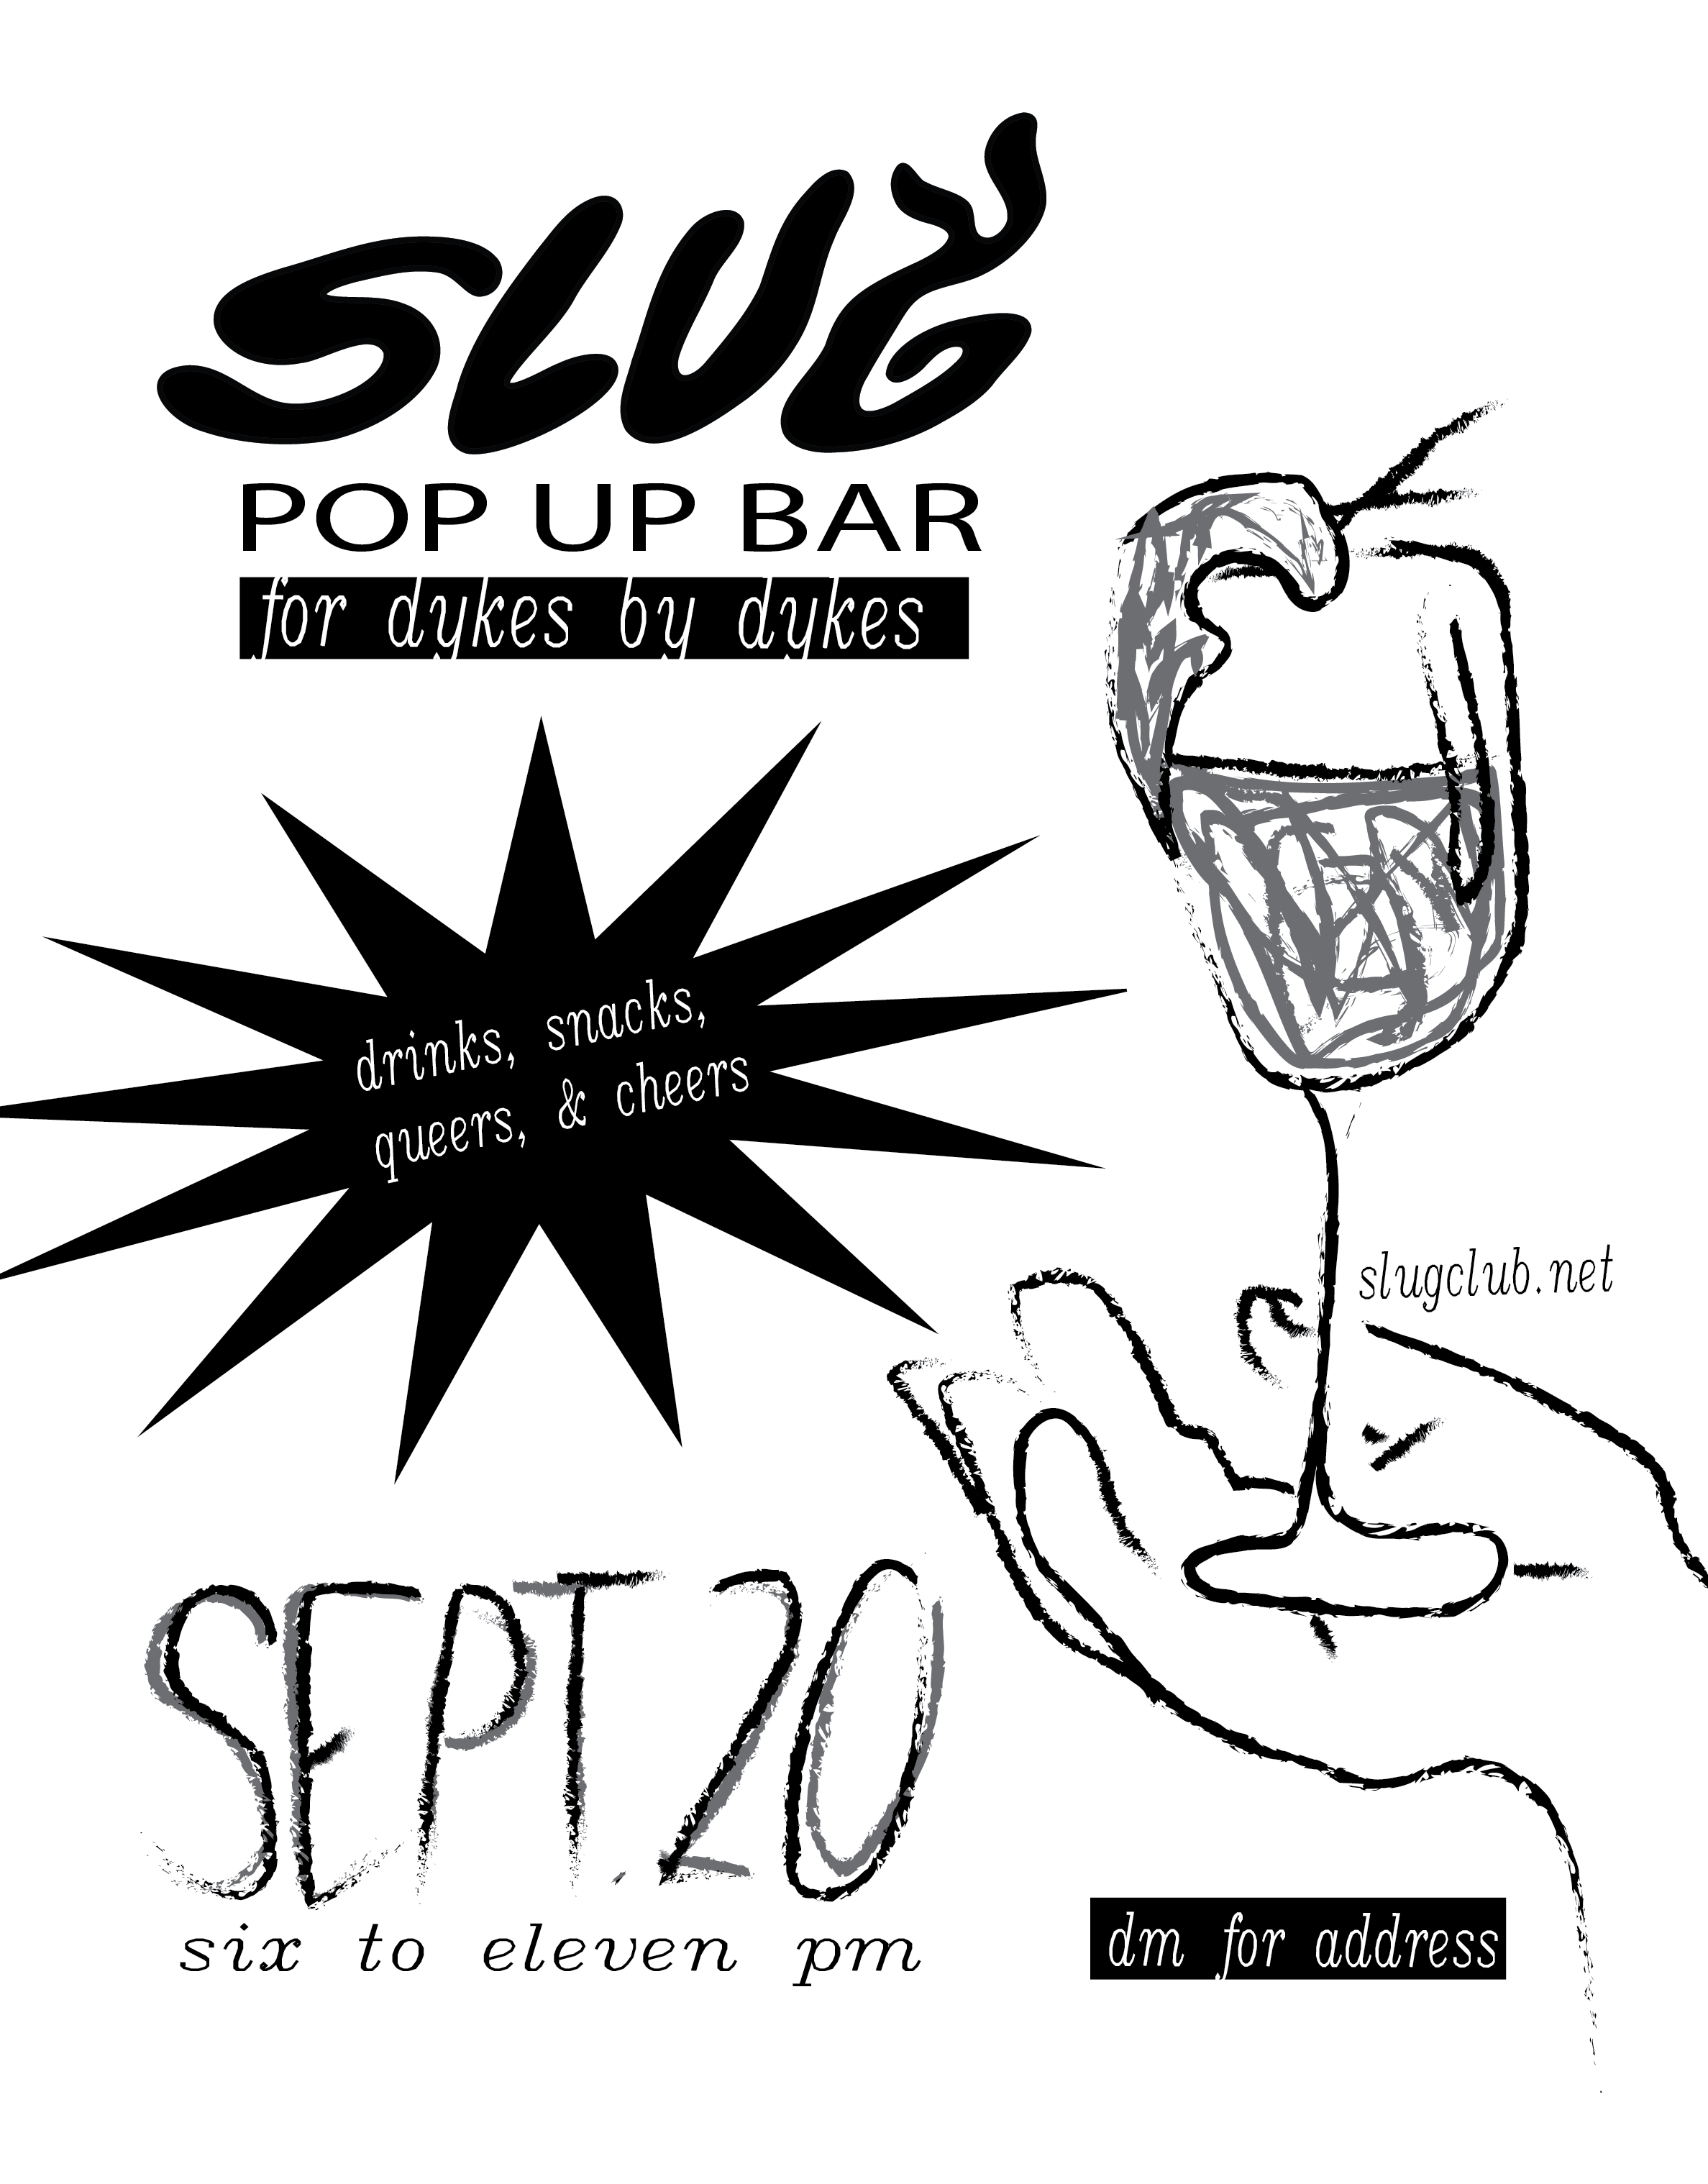 SLUG
POP UP BAR
for dykes by dykes
drinks, snacks,
queers, & cheers
slugclub.net
SEPT. 20
six to eleven pm
dm for address